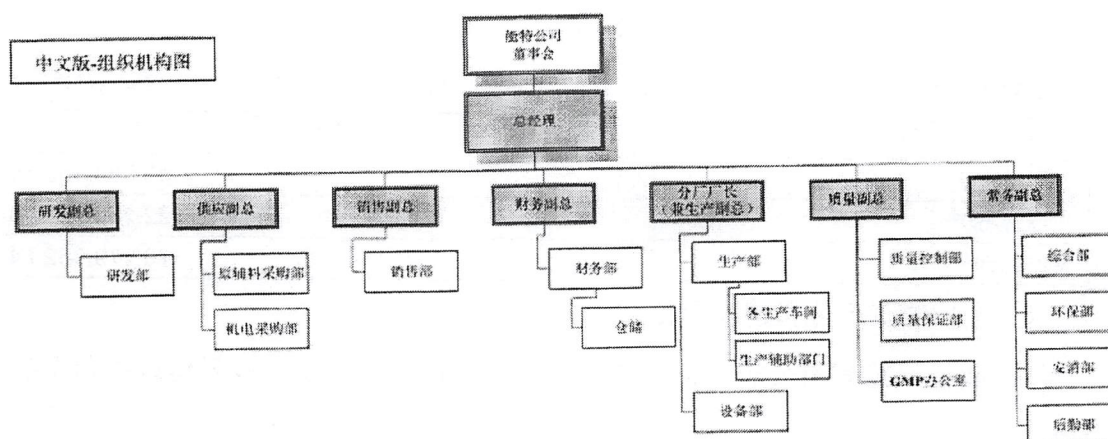 中文版-组织机构图
能特公司
董事会
总经理
研发副总
供应副总
销售副总
财务副总
分厂厂长
（兼生产副总）
质量副总
常务副总
研发部
原辅料采购部
机电采购部
销售部
财务部
仓储
生产部
各生产车间
生产辅助部门
设备部
质量控制部
质量保证部
GMP办公室
综合部
环保部
安消部
后勤部